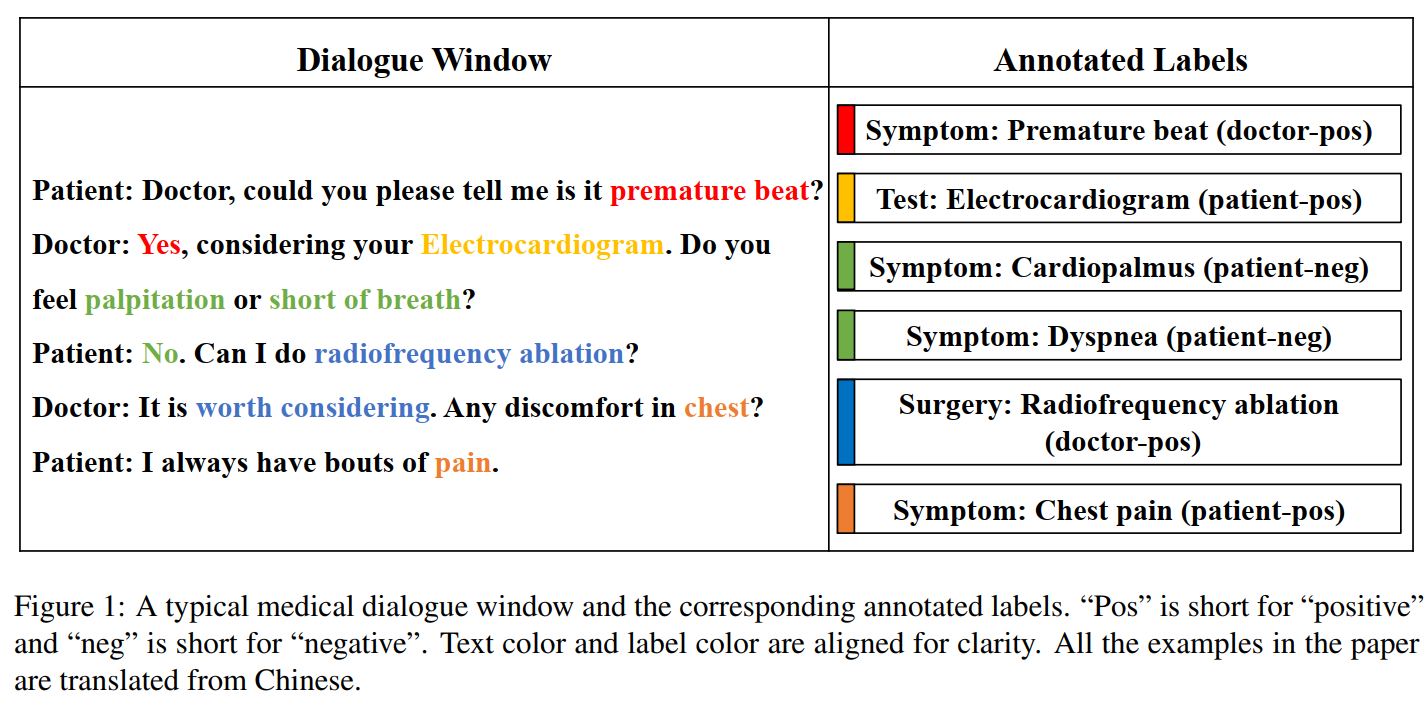 Dialogue Window
Annotated Labels
Patient: Doctor, could you please tell me is it premature beat?
Doctor: Yes, considering your Electrocardiogram. Do you
feel palpitation or short of breath?
Patient: No. Can I do radiofrequency ablation?
Doctor: It is worth considering. Any discomfort in chest?
Patient: I always have bouts of pain.
Symptom: Premature beat (doctor-pos)
Test: Electrocardiogram (patient-pos)
Symptom: Cardiopalmus (patient-neg)
Symptom: Dyspnea (patient-neg)
Surgery: Radiofrequency ablation
(doctor-pos)
Symptom: Chest pain (patient-pos)
Figure 1: A typical medical dialogue window and the corresponding annotated labels. “Pos” is short for “positive”
and “neg” is short for “negative”. Text color and label color are aligned for clarity. All the examples in the paper
are translated from Chinese.